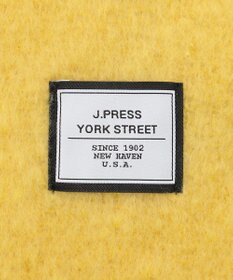 J.PRESS
YORK STREET
SINCE 1902
NEW HAVEN
U.S.A.